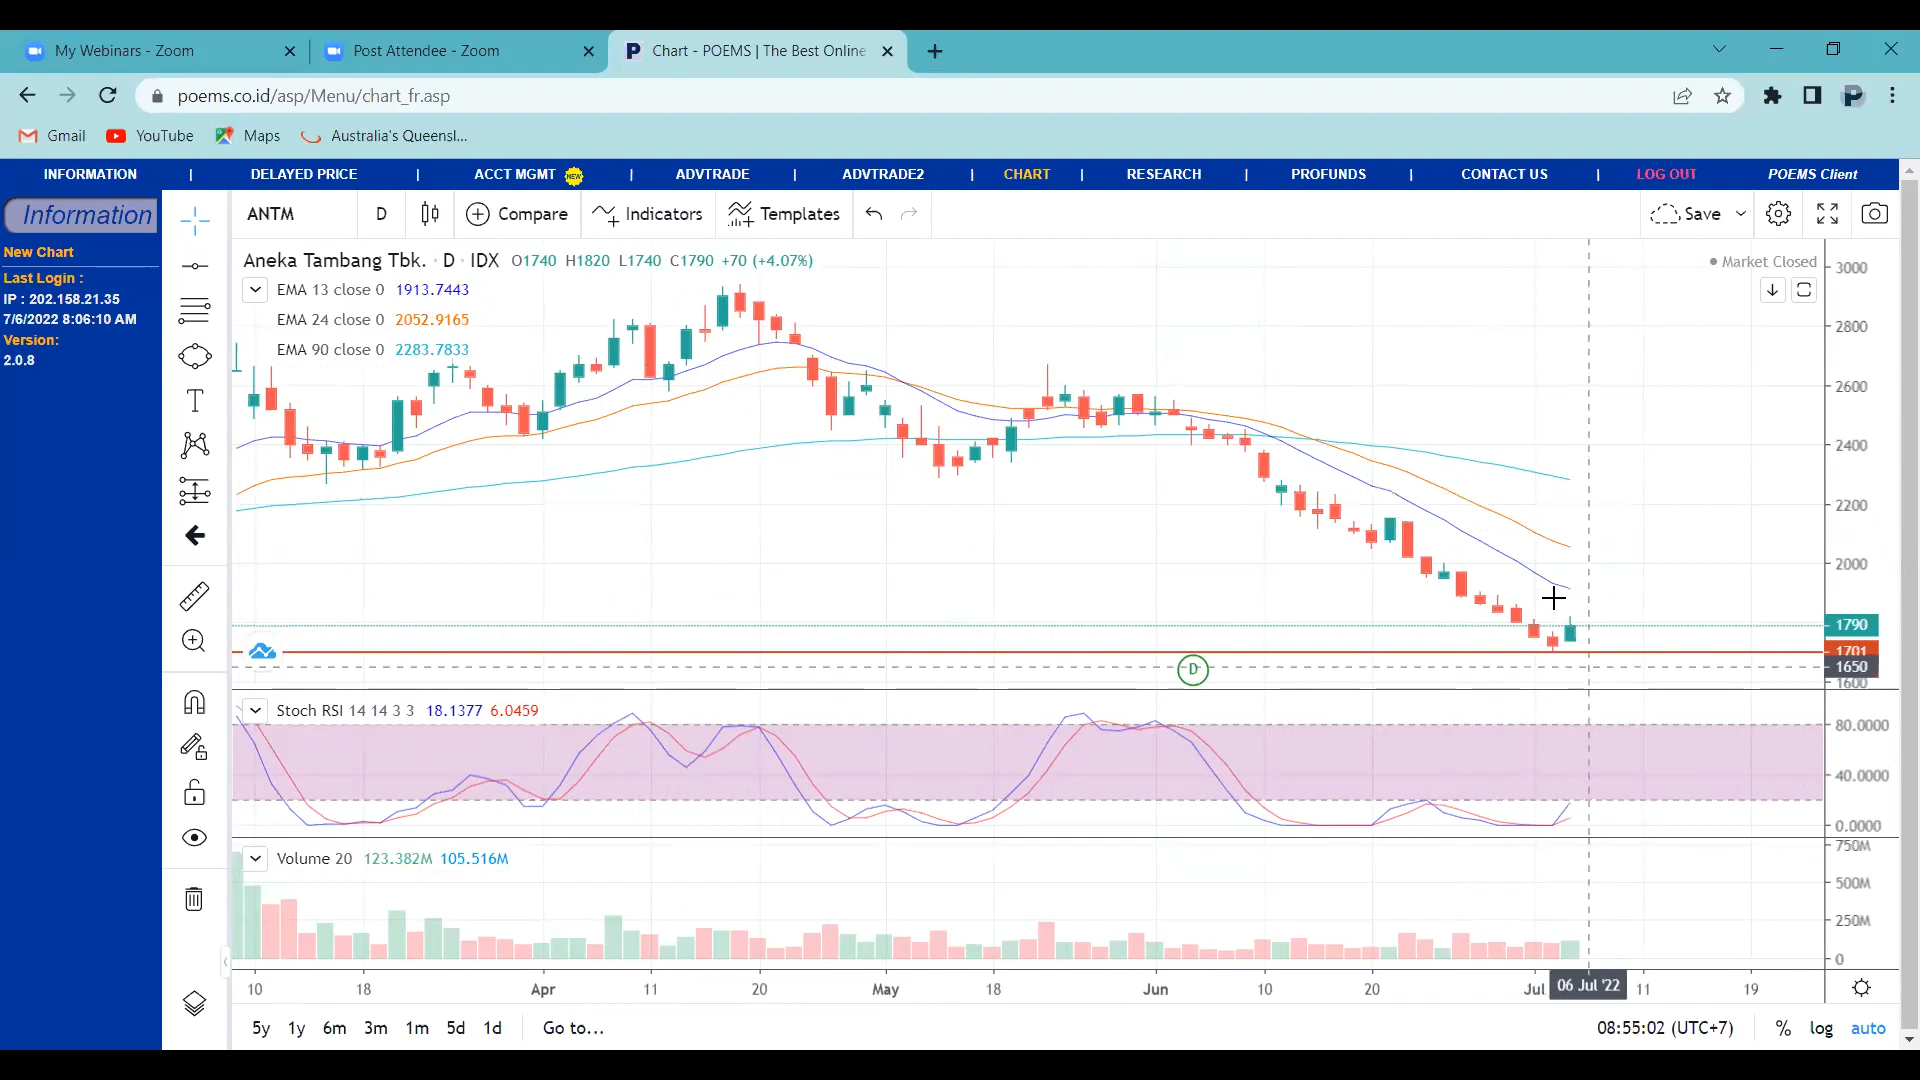 My Webinars - Zoom
Post Attendee - Zoom
P Chart - POEMS | The Best Online
poems.co.id/asp/Menu/chart_fr.asp
Gmail YouTube Maps Australia's Queensl...
INFORMATION | DELAYED PRICE | ACCT MGMT NEW | ADVTRADE | ADVTRADE2 | CHART | RESEARCH | PROFUNDS | CONTACT US | LOG OUT POEMS Client
Information
New Chart
Last Login :
IP : 202.158.21.35
7/6/2022 8:06:10 AM
Version:
2.0.8
ANTM D Compare Indicators Templates Save
Aneka Tambang Tbk. · D · IDX O1740 H1820 L1740 C1790 +70 (+4.07%)
Market Closed
EMA 13 close 0 1913.7443
EMA 24 close 0 2052.9165
EMA 90 close 0 2283.7833
3000
2800
2600
2400
2200
2000
1790
1701
1650
1600
D
Stoch RSI 14 14 3 3 18.1377 6.0459
80.0000
40.0000
0.0000
Volume 20 123.382M 105.516M
750M
500M
250M
0
10 18 Apr 11 20 May 18 Jun 10 20 Jul 06 Jul '22 11 19
5y 1y 6m 3m 1m 5d 1d Go to...
08:55:02 (UTC+7) % log auto